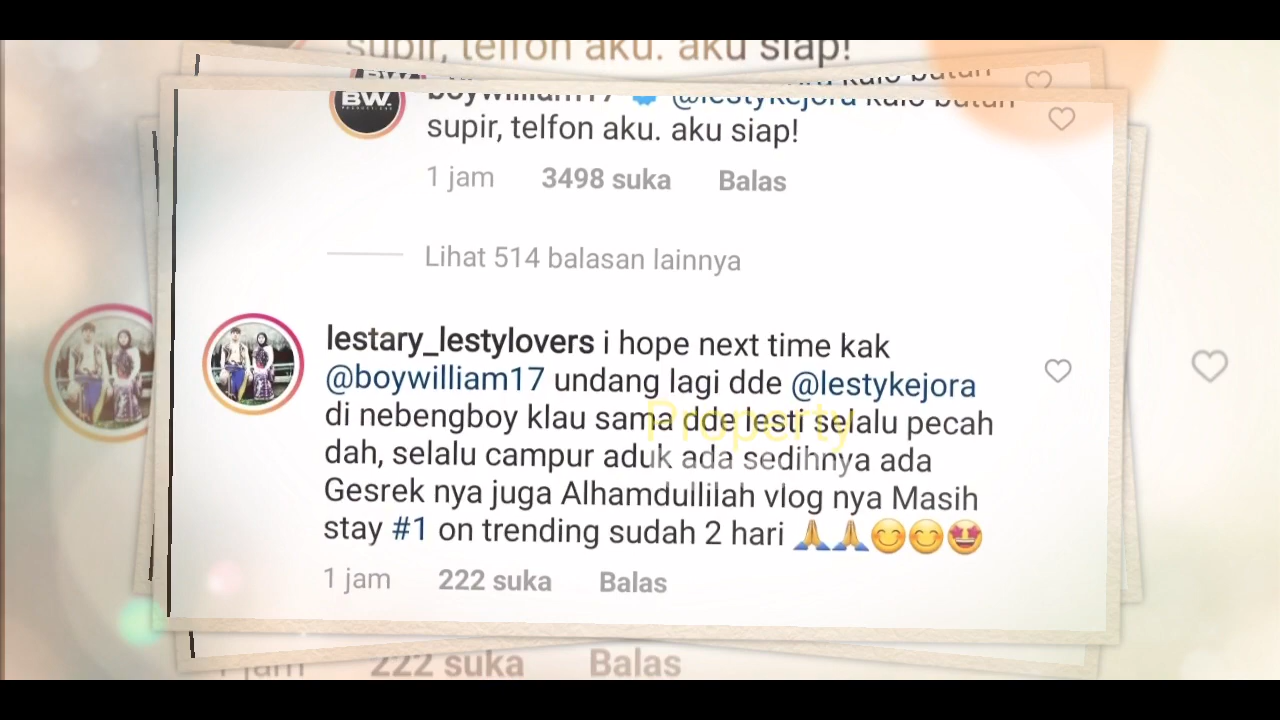 supir, telfon aku. aku siap!
BW.
boywilliam17 @lestykejora kalo butuh
supir, telfon aku. aku siap!
1 jam 3498 suka Balas
Lihat 514 balasan lainnya
lestary_lestylovers i hope next time kak
@boywilliam17 undang lagi dde @lestykejora
di nebengboy klau sama dde lesti selalu pecah
dah, selalu campur aduk ada sedihnya ada
Gesrek nya juga Alhamdullilah vlog nya Masih
stay #1 on trending sudah 2 hari 🙏🙏😊😊🤩
Property
1 jam 222 suka Balas
1 jam 222 suka Balas